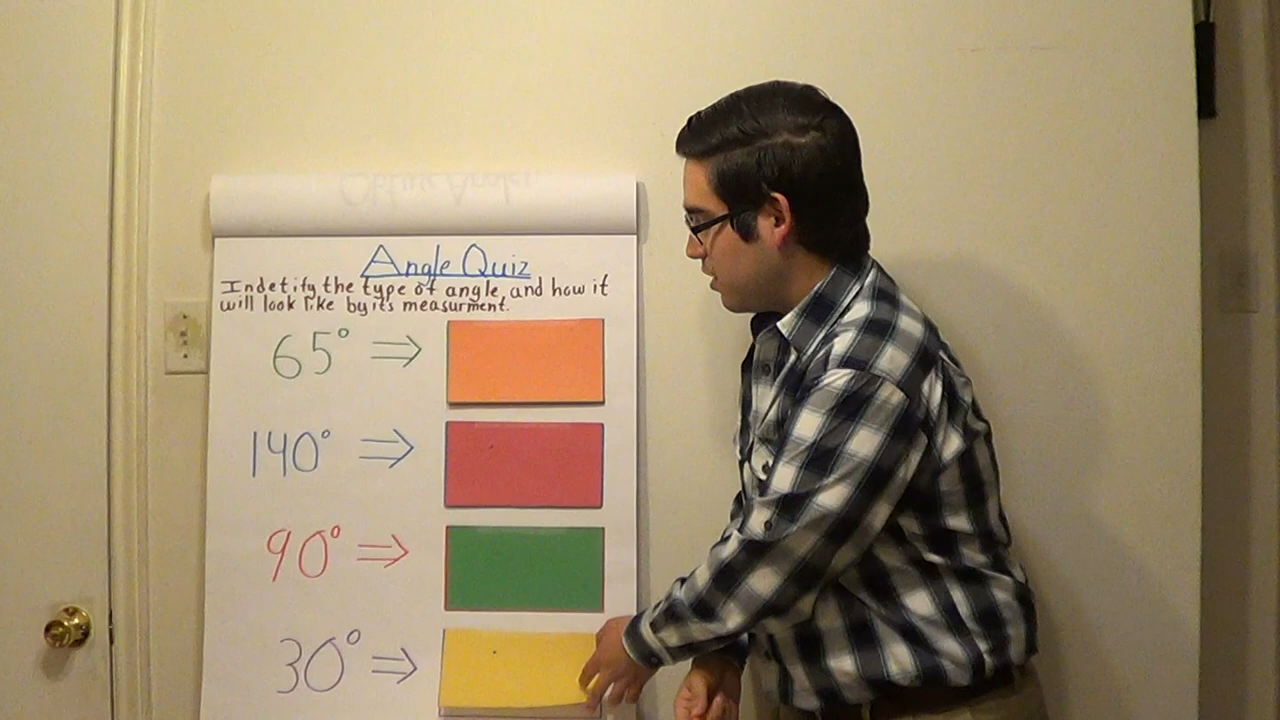 Angle Quiz
Indetify the type of angle, and how it
will look like by its measurment.
65° ⇒
140° ⇒
90° ⇒
30° ⇒